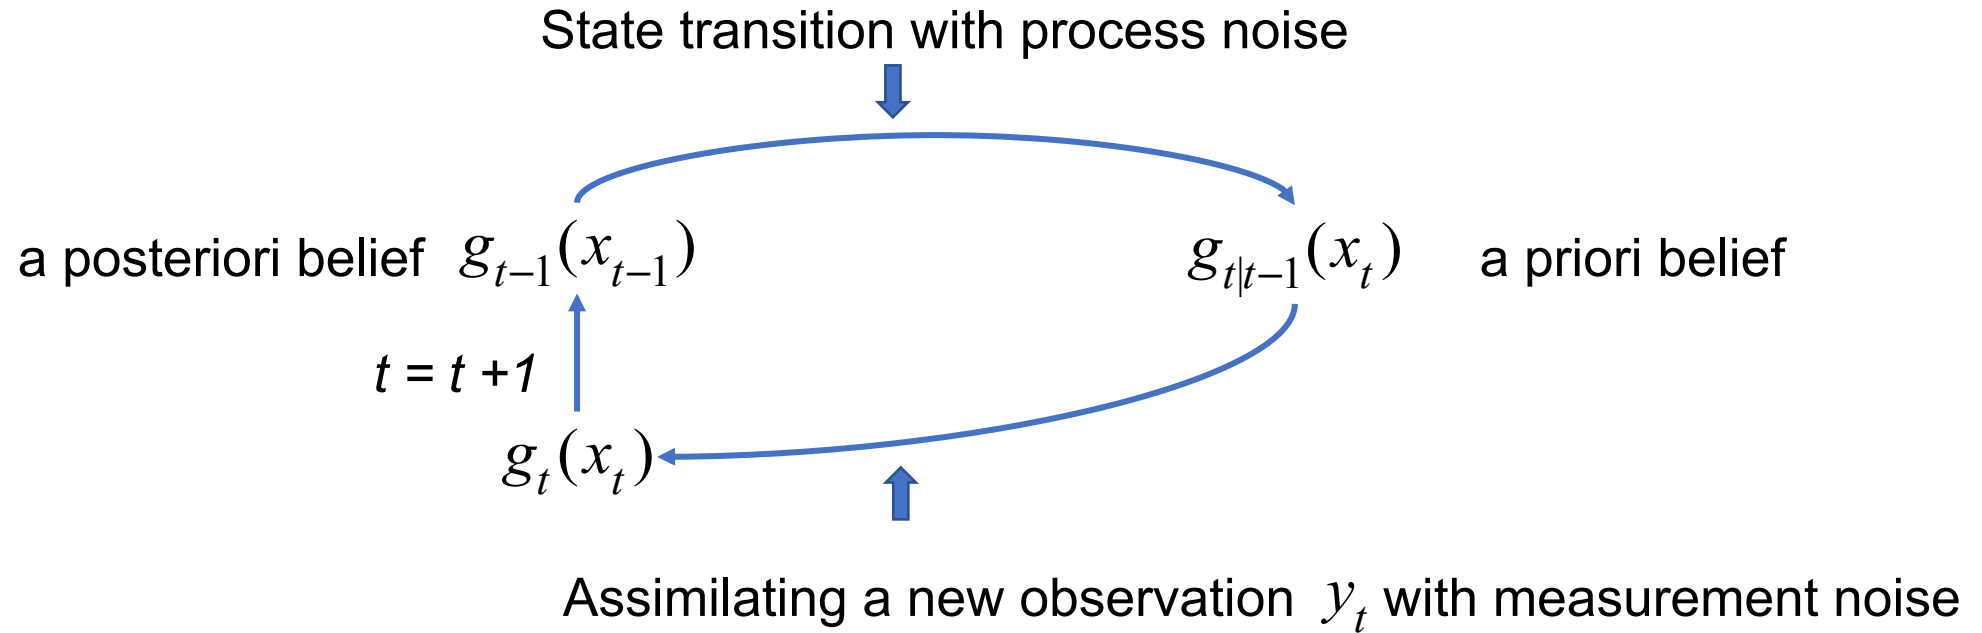 State transition with process noise
a posteriori belief g_{t-1}(x_{t-1}) g_{t|t-1}(x_t) a priori belief
t = t +1
g_t(x_t)
Assimilating a new observation y_t with measurement noise